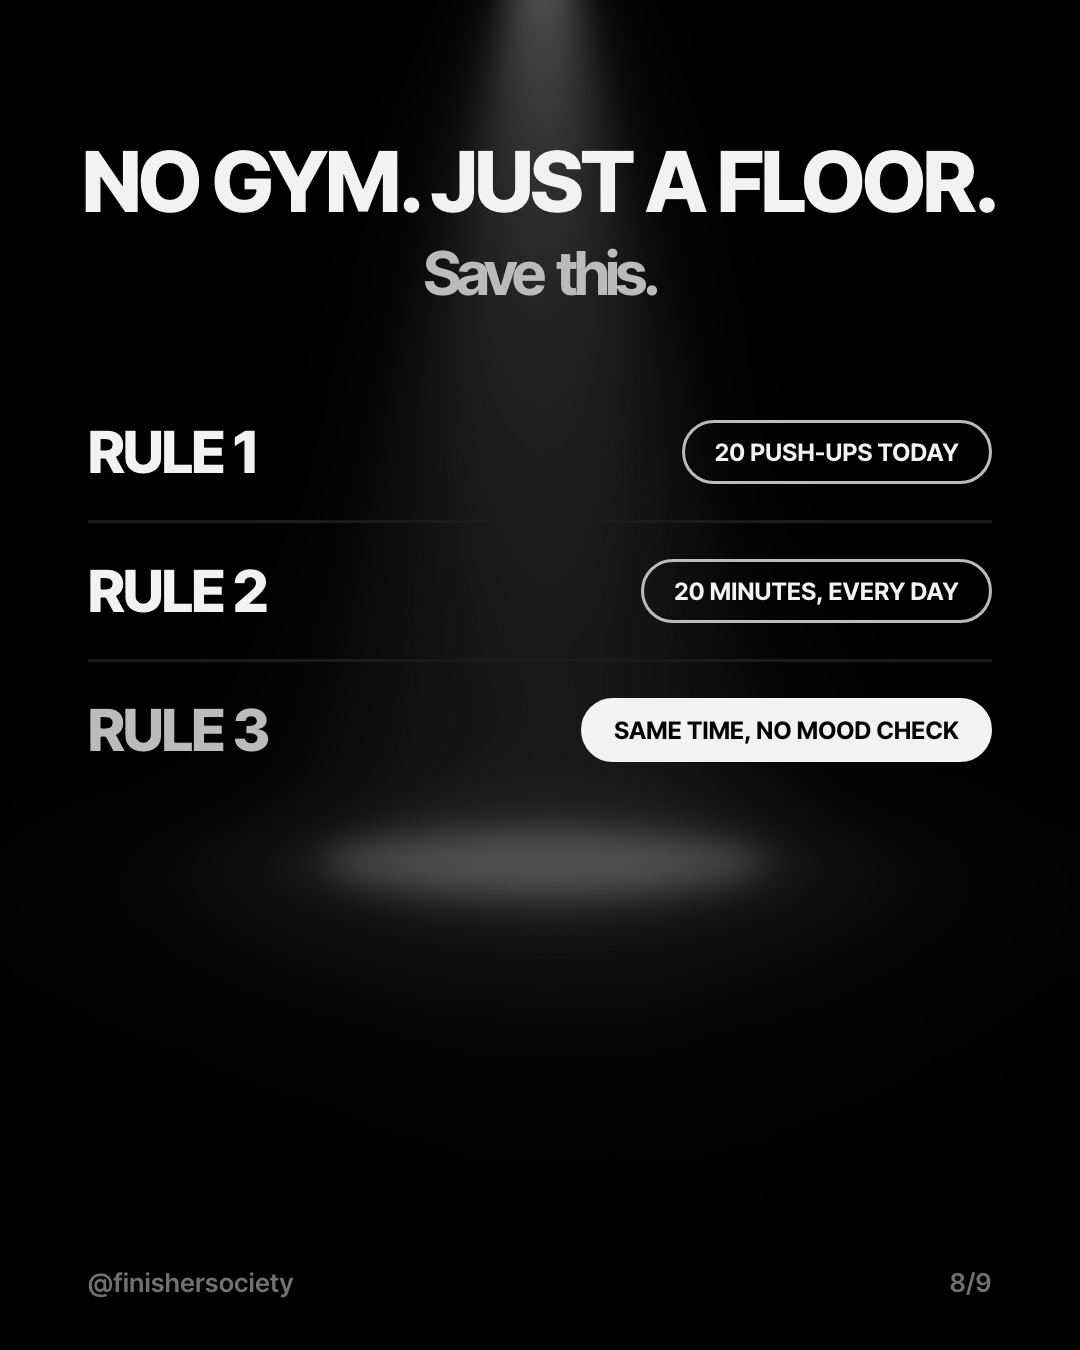 NO GYM. JUST A FLOOR.
Save this.
RULE 1
20 PUSH-UPS TODAY
RULE 2
20 MINUTES, EVERY DAY
RULE 3
SAME TIME, NO MOOD CHECK
@finishersociety
8/9